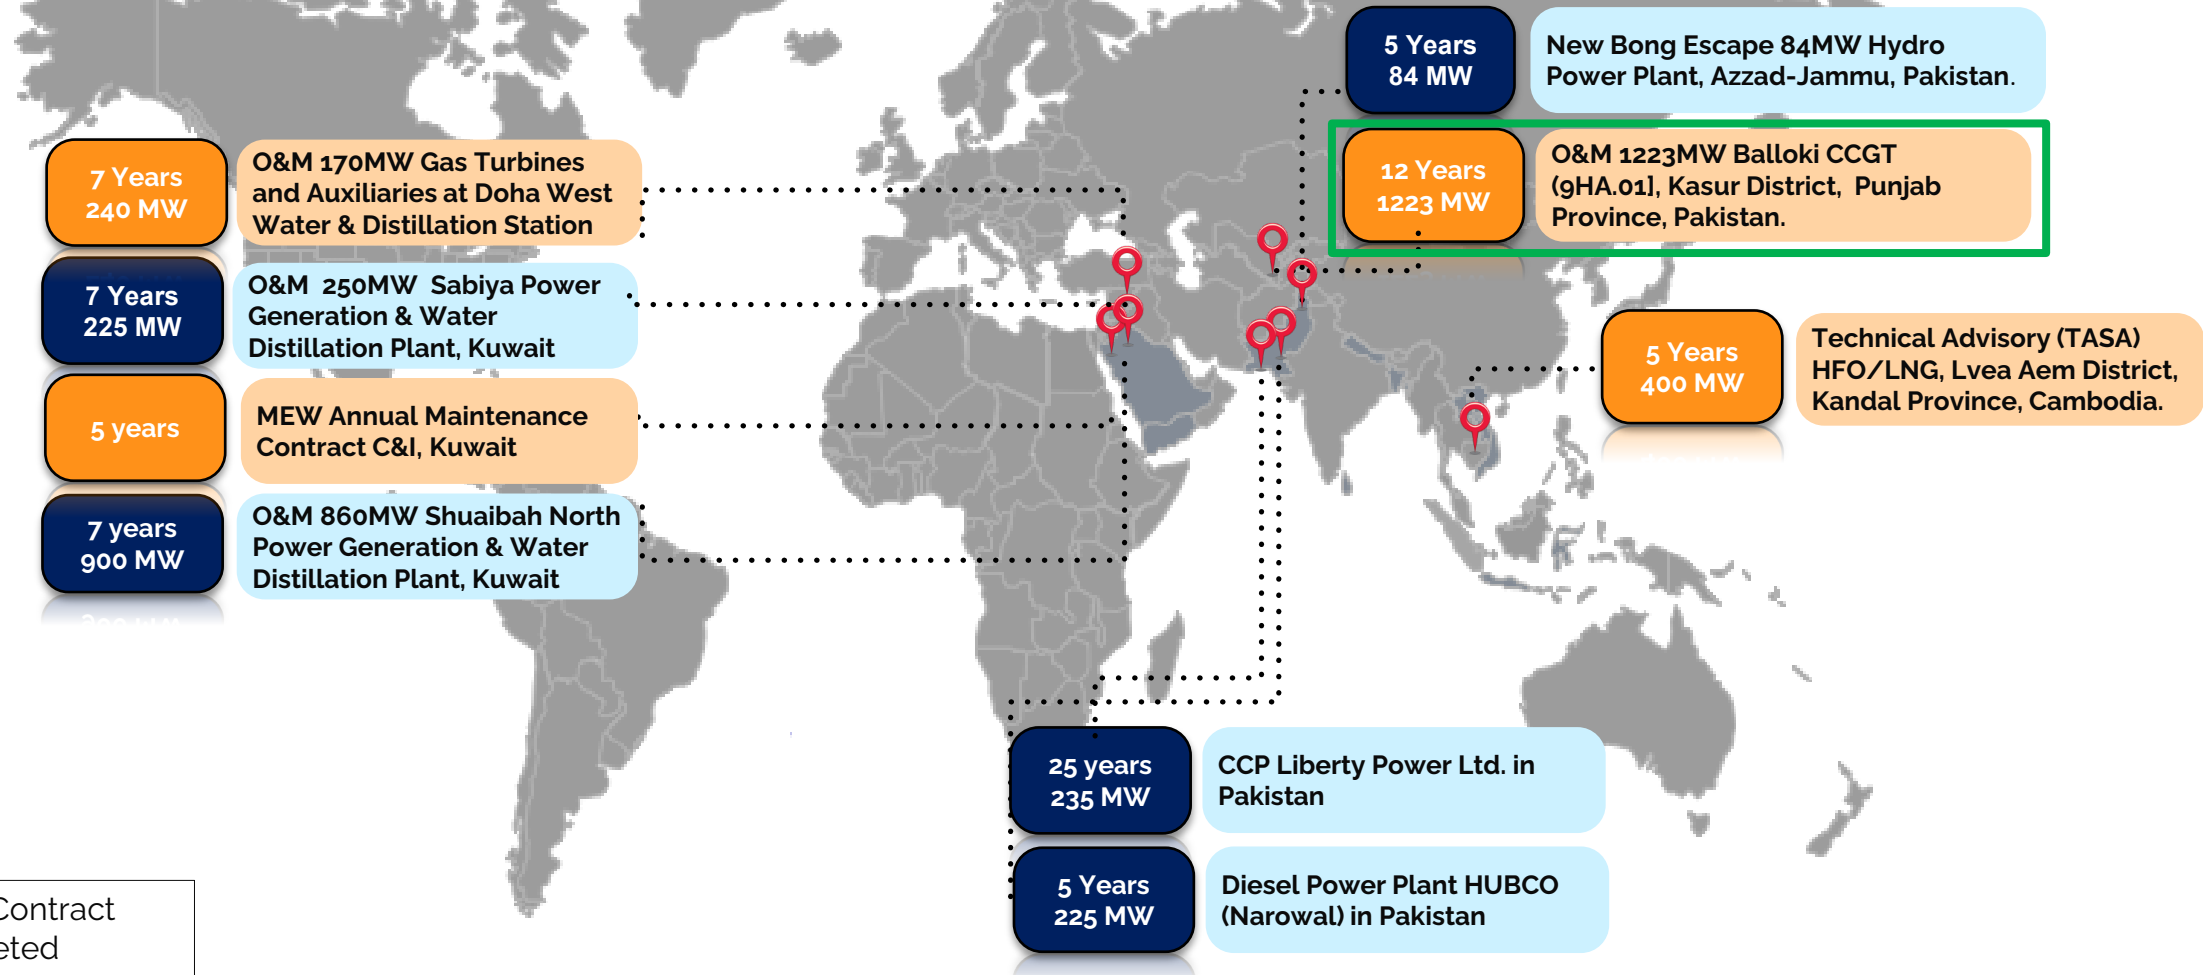 5 Years
84 MW
New Bong Escape 84MW Hydro
Power Plant, Azzad-Jammu, Pakistan.
12 Years
1223 MW
O&M 1223MW Balloki CCGT
(9HA.01], Kasur District, Punjab
Province, Pakistan.
7 Years
240 MW
O&M 170MW Gas Turbines
and Auxiliaries at Doha West
Water & Distillation Station
7 Years
225 MW
O&M 250MW Sabiya Power
Generation & Water
Distillation Plant, Kuwait
5 years
MEW Annual Maintenance
Contract C&I, Kuwait
7 years
900 MW
O&M 860MW Shuaibah North
Power Generation & Water
Distillation Plant, Kuwait
5 Years
400 MW
Technical Advisory (TASA)
HFO/LNG, Lvea Aem District,
Kandal Province, Cambodia.
25 years
235 MW
CCP Liberty Power Ltd. in
Pakistan
5 Years
225 MW
Diesel Power Plant HUBCO
(Narowal) in Pakistan
Contract
eted